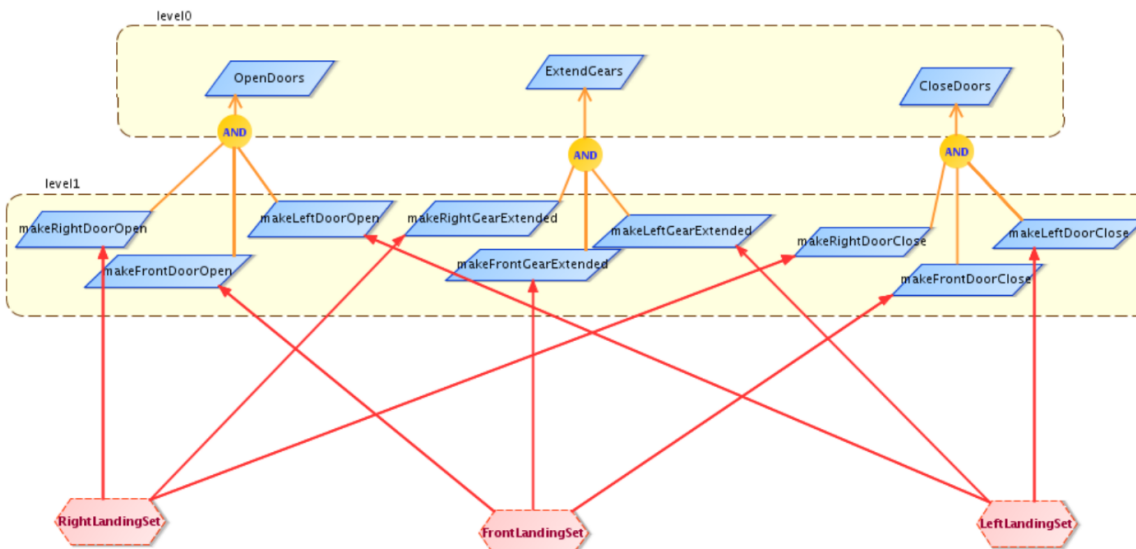 level0
OpenDoors
ExtendGears
CloseDoors
AND
AND
AND
level1
makeRightDoorOpen
makeLeftDoorOpen
makeFrontDoorOpen
makeRightGearExtended
makeLeftGearExtended
makeFrontGearExtended
makeRightDoorClose
makeLeftDoorClose
makeFrontDoorClose
RightLandingSet
FrontLandingSet
LeftLandingSet